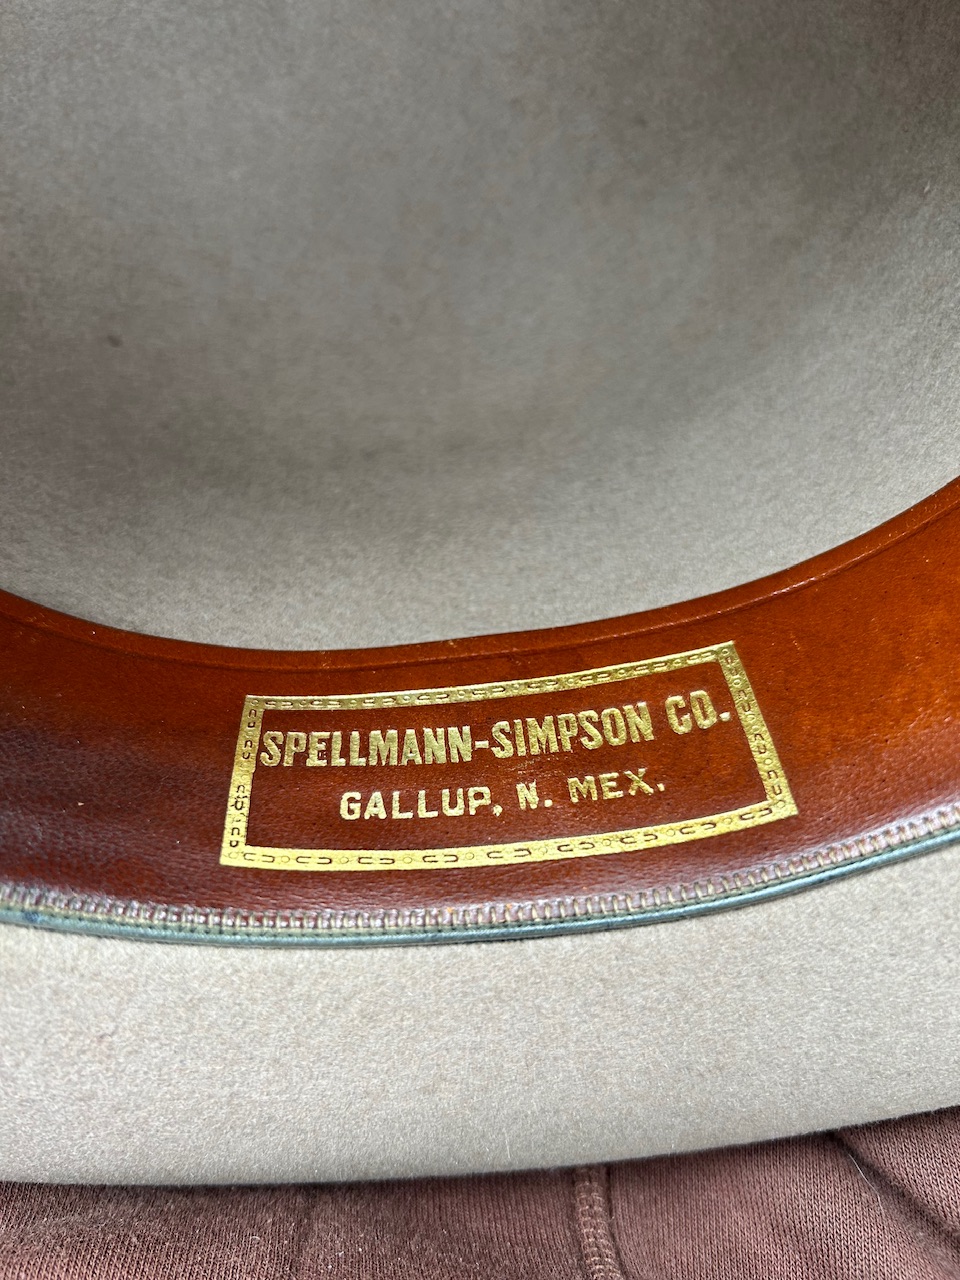 SPELLMANN-SIMPSON CO.
GALLUP, N. MEX.